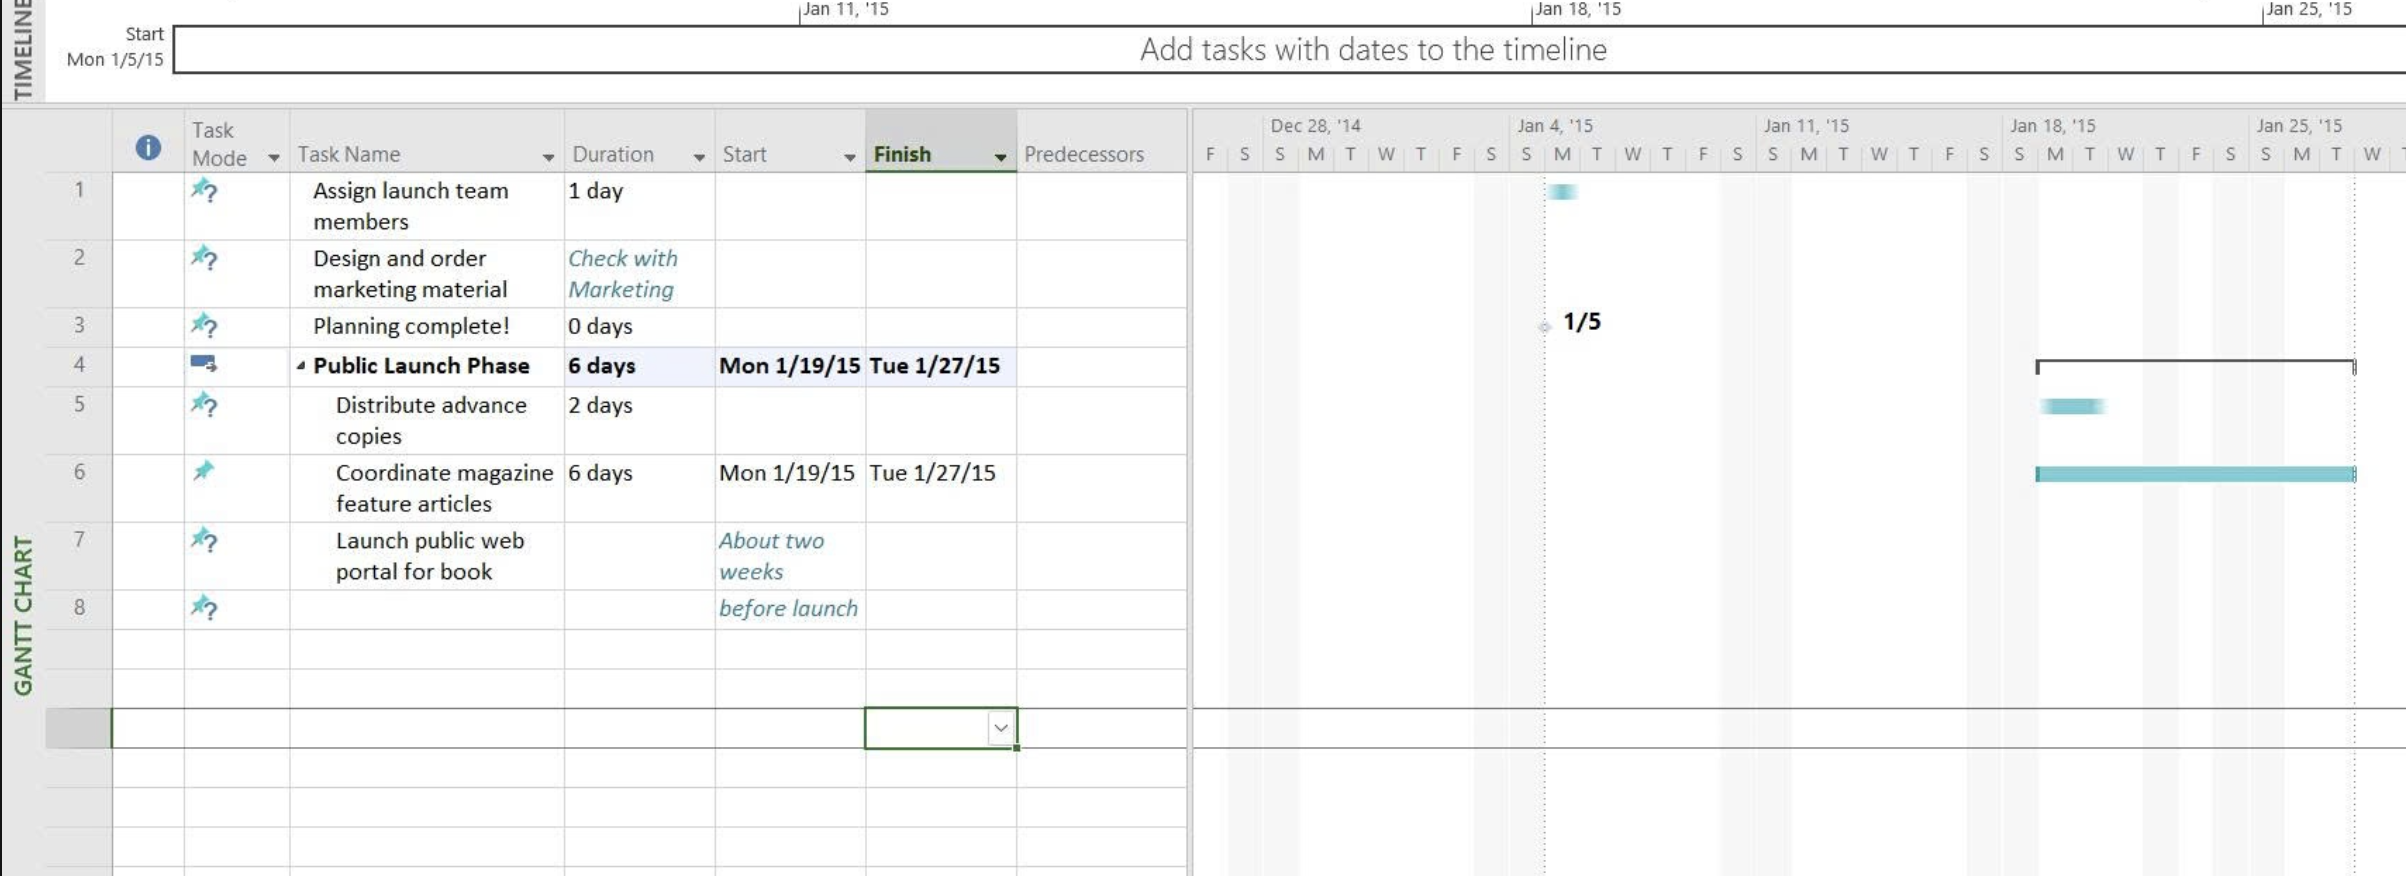 TIMELINE
Jan 11, '15 Jan 18, '15 Jan 25, '15
Start
Mon 1/5/15
Add tasks with dates to the timeline
GANTT CHART
Task Mode Task Name Duration Start Finish Predecessors
Dec 28, '14 Jan 4, '15 Jan 11, '15 Jan 18, '15 Jan 25, '15
F S S M T W T F S S M T W T F S S M T W T F S S M T W T F S S M T W
1 Assign launch team 1 day
members
2 Design and order Check with
marketing material Marketing
3 Planning complete! 0 days 1/5
4 Public Launch Phase 6 days Mon 1/19/15 Tue 1/27/15
5 Distribute advance 2 days
copies
6 Coordinate magazine 6 days Mon 1/19/15 Tue 1/27/15
feature articles
7 Launch public web About two
portal for book weeks
8 before launch